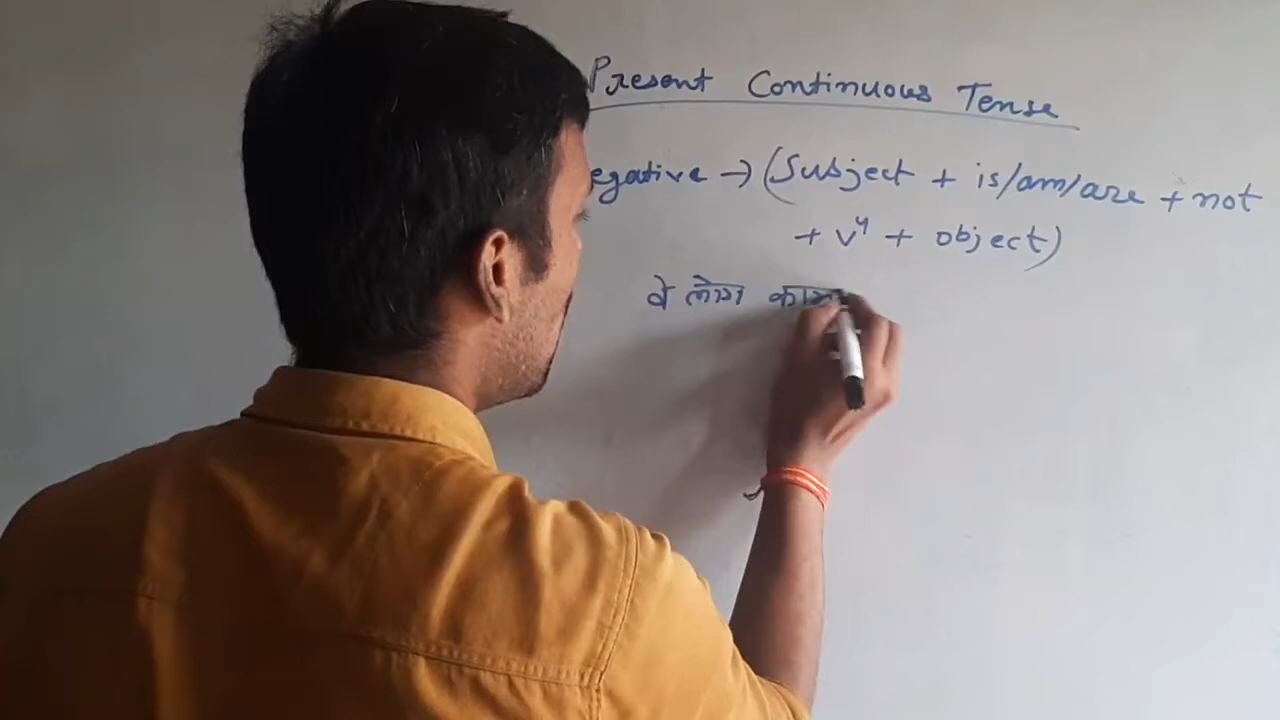 Present Continuous Tense
egative → (Subject + is/am/are + not
+ V⁴ + object)
वे लोग काम